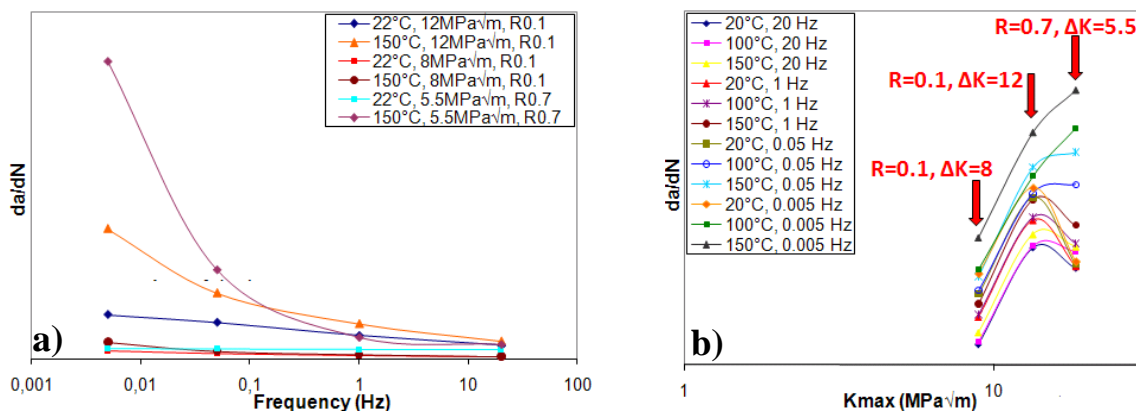 22°C, 12MPa√m, R0.1
150°C, 12MPa√m, R0.1
22°C, 8MPa√m, R0.1
150°C, 8MPa√m, R0.1
22°C, 5.5MPa√m, R0.7
150°C, 5.5MPa√m, R0.7
da/dN
a)
0,001 0,01 0,1 1 10 100
Frequency (Hz)
20°C, 20 Hz
100°C, 20 Hz
150°C, 20 Hz
20°C, 1 Hz
100°C, 1 Hz
150°C, 1 Hz
20°C, 0.05 Hz
100°C, 0.05 Hz
150°C, 0.05 Hz
20°C, 0.005 Hz
100°C, 0.005 Hz
150°C, 0.005 Hz
R=0.7, ΔK=5.5
R=0.1, ΔK=12
R=0.1, ΔK=8
da/dN
b)
1 10
Kmax (MPa√m)